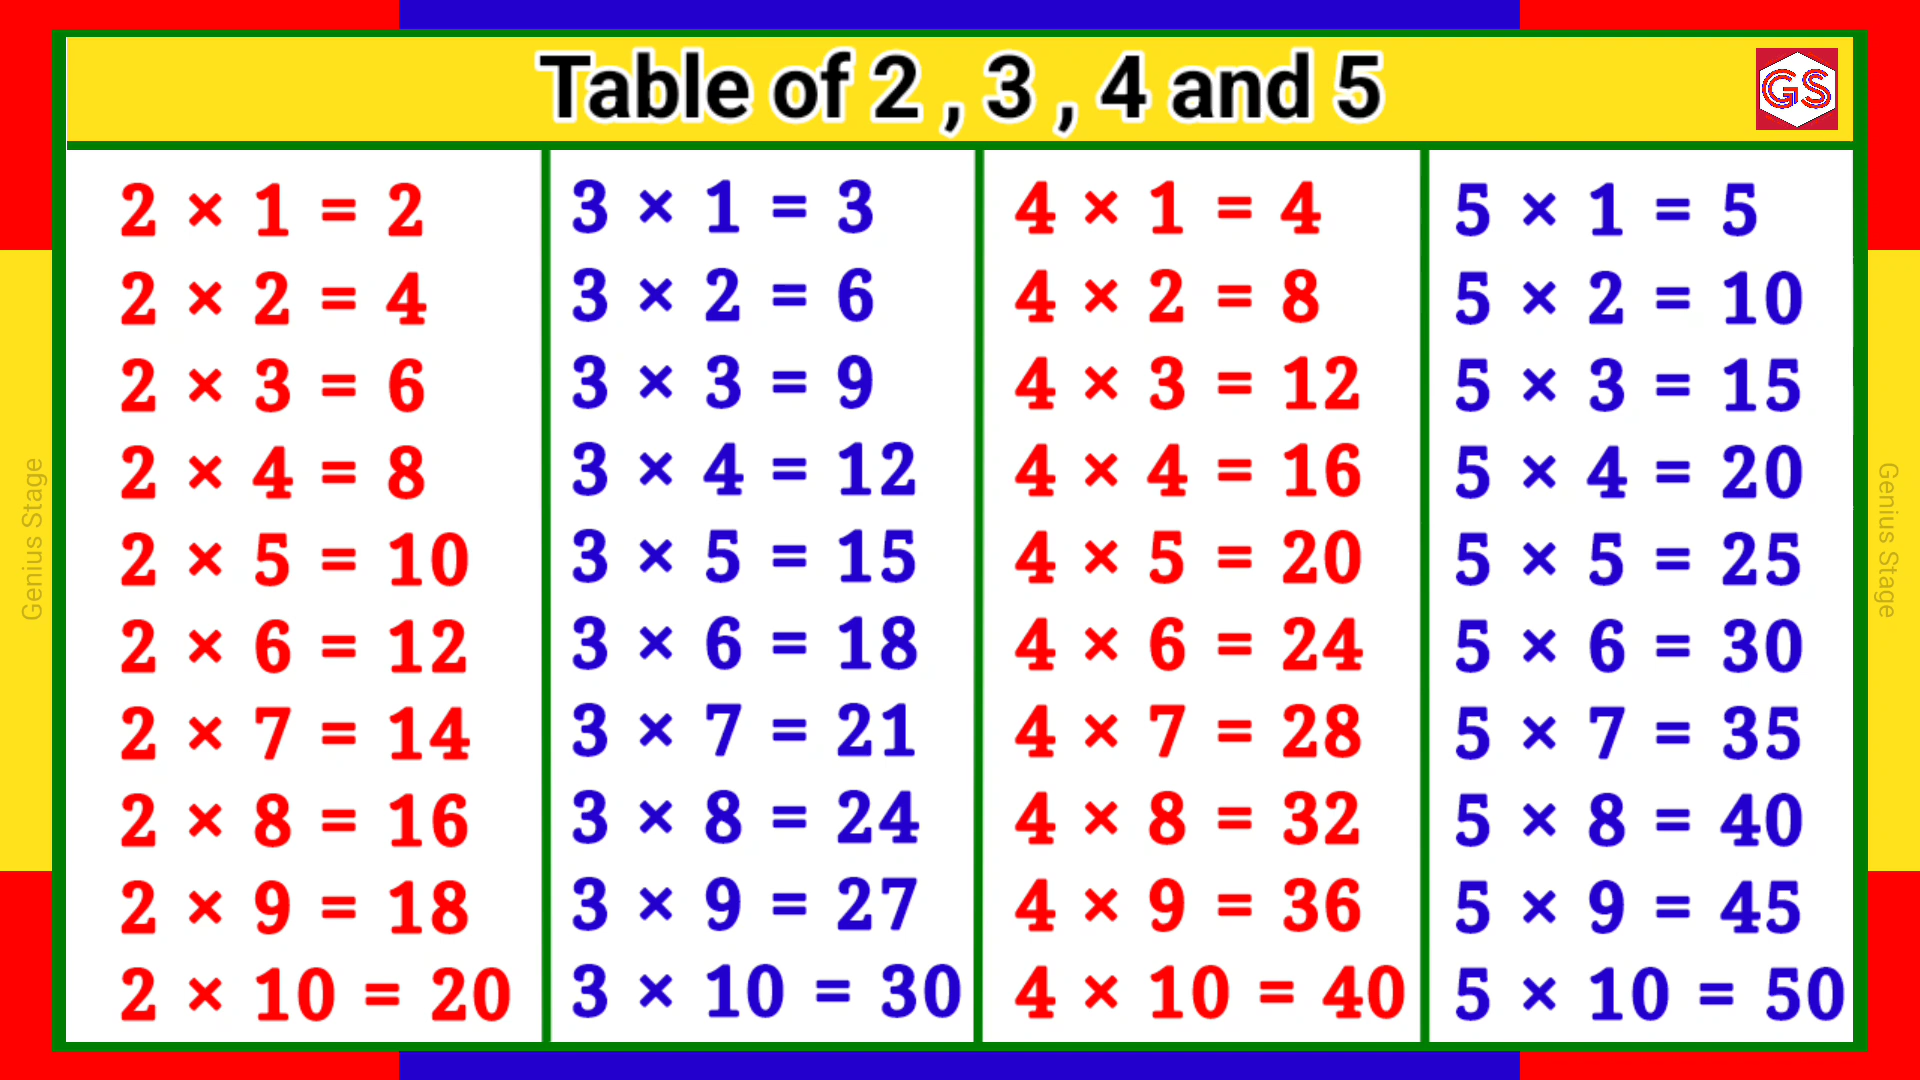 Table of 2 , 3 , 4 and 5
GS
2 × 1 = 2
2 × 2 = 4
2 × 3 = 6
2 × 4 = 8
2 × 5 = 10
2 × 6 = 12
2 × 7 = 14
2 × 8 = 16
2 × 9 = 18
2 × 10 = 20
3 × 1 = 3
3 × 2 = 6
3 × 3 = 9
3 × 4 = 12
3 × 5 = 15
3 × 6 = 18
3 × 7 = 21
3 × 8 = 24
3 × 9 = 27
3 × 10 = 30
4 × 1 = 4
4 × 2 = 8
4 × 3 = 12
4 × 4 = 16
4 × 5 = 20
4 × 6 = 24
4 × 7 = 28
4 × 8 = 32
4 × 9 = 36
4 × 10 = 40
5 × 1 = 5
5 × 2 = 10
5 × 3 = 15
5 × 4 = 20
5 × 5 = 25
5 × 6 = 30
5 × 7 = 35
5 × 8 = 40
5 × 9 = 45
5 × 10 = 50
Genius Stage
Genius Stage